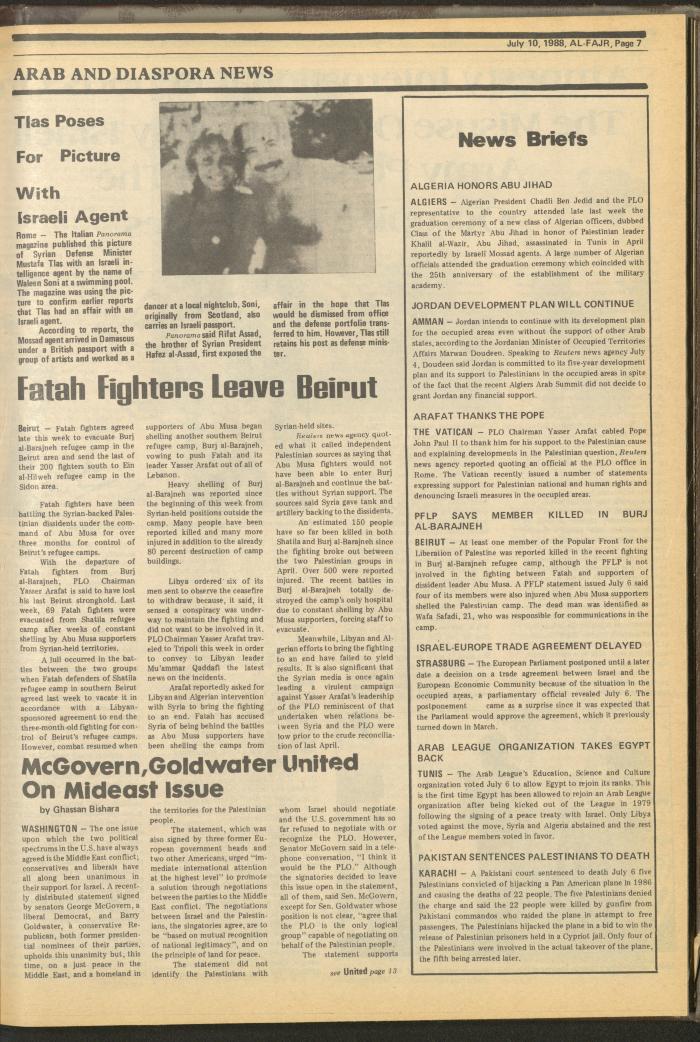 July 10, 1988, AL-FAJR, Page 7
ARAB AND DIASPORA NEWS
Tlas Poses
For Picture
With
Israeli Agent
Rome — The Italian Panorama
magazine published this picture
of Syrian Defense Minister
Mustafa Tlas with an Israeli in-
telligence agent by the name of
Waleen Soni at a swimming pool.
The magazine was using the pic-
ture to confirm earlier reports
that Tlas had an affair with an
Israeli agent.
According to reports, the
Mossad agent arrived in Damascus
under a British passport with a
group of artists and worked as a
dancer at a local nightclub, Soni,
originally from Scotland, also
carries an Israeli passport.
Panorama said Rifat Assad,
the brother of Syrian President
Hafez al-Assad, first exposed the
affair in the hope that Tlas
would be dismissed from office
and the defense portfolio trans-
ferred to him. However, Tlas still
retains his post as defense minis-
ter.
Fatah Fighters Leave Beirut
Beirut — Fatah fighters agreed
late this week to evacuate Burj
al-Barajneh refugee camp in the
Beirut area and send the last of
their 200 fighters south to Ein
al-Hilweh refugee camp in the
Sidon area.
Fatah fighters have been
battling the Syrian-backed Pales-
tinian dissidents under the com-
mand of Abu Musa for over
three months for control of
Beirut's refugee camps.
With the departure of
Fatah fighters from Burj
al-Barajneh, PLO Chairman
Yasser Arafat is said to have lost
his last Beirut stronghold. Last
week, 69 Fatah fighters were
evacuated from Shatila refugee
camp after weeks of constant
shelling by Abu Musa supporters
from Syrian-held territories.
A lull occurred in the bat-
tles between the two groups
when Fatah defenders of Shatila
refugee camp in southern Beirut
agreed last week to vacate it in
accordance with a Libyan-
sponsored agreement to end the
three-month-old fighting for con-
trol of Beirut's refugee camps.
However, combat resumed when
supporters of Abu Musa began
shelling another southern Beirut
refugee camp, Burj al-Barajneh,
vowing to push Fatah and its
leader Yasser Arafat out of all of
Lebanon.
Heavy shelling of Burj
al-Barajneh was reported since
the beginning of this week from
Syrian-held positions outside the
camp. Many people have been
reported killed and many more
injured in addition to the already
80 percent destruction of camp
buildings.
Libya ordered six of its
men sent to observe the ceasefire
to withdraw because, it said, it
sensed a conspiracy was under-
way to maintain the fighting and
did not want to be involved in it.
PLO Chairman Yasser Arafat trav-
eled to Tripoli this week in order
to convey to Libyan leader
Mu'ammar Qaddafi the latest
news on the incidents.
Arafat reportedly asked for
Libyan and Algerian intervention
with Syria to bring the fighting
to an end. Fatah has accused
Syria of being behind the battles
as Abu Musa supporters have
been shelling the camps from
Syrian-held sites.
Reuters news agency quot-
ed what it called independent
Palestinian sources as saying that
Abu Musa fighters would not
have been able to enter Burj
al-Barajneh and continue the bat-
tles without Syrian support. The
sources said Syria gave tank and
artillery backing to the dissidents.
An estimated 150 people
have so far been killed in both
Shatila and Burj al-Barajneh since
the fighting broke out between
the two Palestinian groups in
April. Over 500 were reported
injured. The recent battles in
Burj al-Barajneh totally de-
stroyed the camp's only hospital
due to constant shelling by Abu
Musa supporters, forcing staff to
evacuate.
Meanwhile, Libyan and Al-
gerian efforts to bring the fighting
to an end have failed to yield
results. It is also significant that
the Syrian media is once again
leading a virulent campaign
against Yasser Arafat's leadership
of the PLO reminiscent of that
undertaken when relations be-
tween Syria and the PLO were
low prior to the crude reconcilia-
tion of last April.
McGovern,Goldwater United
On Mideast Issue
by Ghassan Bishara
WASHINGTON — The one issue
upon which the two political
spectrums in the U.S. have always
agreed is the Middle East conflict;
conservatives and liberals have
all along been unanimous in
their support for Israel. A recent-
ly distributed statement signed
by senators George McGovern, a
liberal Democrat, and Barry
Goldwater, a conservative Re-
publican, both former presiden-
tial nominees of their parties,
upholds this unanimity but, this
time, on a just peace in the
Middle East, and a homeland in
the territories for the Palestinian
people.
The statement, which was
also signed by three former Eu-
ropean government heads and
two other Americans, urged "im-
mediate international attention
at the highest level" to promote
a solution through negotiations
between the parties to the Middle
East conflict. The negotiations
between Israel and the Palestin-
ians, the singatories agree, are to
be "based on mutual recognition
of national legitimacy", and on
the principle of land for peace.
The statement did not
identify the Palestinians with
whom Israel should negotiate
and the U.S. government has so
far refused to negotiate with or
recognize the PLO. However,
Senator McGovern said in a tele-
phone conversation, "I think it
would be the PLO." Although
the signatories decided to leave
this issue open in the statement,
all of them, said Sen. McGovern,
except for Sen. Goldwater whose
position is not clear, "agree that
the PLO is the only logical
group" capable of negotiating on
behalf of the Palestinian people.
The statement supports
see United page 13
News Briefs
ALGERIA HONORS ABU JIHAD
ALGIERS — Algerian President Chadli Ben Jedid and the PLO
representative to the country attended late last week the
graduation ceremony of a new class of Algerian officers, dubbed
Class of the Martyr Abu Jihad in honor of Palestinian leader
Khalil al-Wazir, Abu Jihad, assassinated in Tunis in April
reportedly by Israeli Mossad agents. A large number of Algerian
officials attended the graduation ceremony which coincided with
the 25th anniversary of the establishment of the military
academy.
JORDAN DEVELOPMENT PLAN WILL CONTINUE
AMMAN — Jordan intends to continue with its development plan
for the occupied areas even without the support of other Arab
states, according to the Jordanian Minister of Occupied Territories
Affairs Marwan Doudeen. Speaking to Reuters news agency July
4, Doudeen said Jordan is committed to its five-year development
plan and its support to Palestinians in the occupied areas in spite
of the fact that the recent Algiers Arab Summit did not decide to
grant Jordan any financial support.
ARAFAT THANKS THE POPE
THE VATICAN — PLO Chairman Yasser Arafat cabled Pope
John Paul II to thank him for his support to the Palestinian cause
and explaining developments in the Palestinian question, Reuters
news agency reported quoting an official at the PLO office in
Rome. The Vatican recently issued a number of statements
expressing support for Palestinian national and human rights and
denouncing Israeli measures in the occupied areas.
PFLP SAYS MEMBER KILLED IN BURJ
AL-BARAJNEH
BEIRUT — At least one member of the Popular Front for the
Liberation of Palestine was reported killed in the recent fighting
in Burj al-Barajneh refugee camp, although the PFLP is not
involved in the fighting between Fatah and supporters of
disident leader Abu Musa. A PFLP statement issued July 6 said
four of its members were also injured when Abu Musa supporters
shelled the Palestinian camp. The dead man was identified as
Wafa Safadi, 21, who was responsible for communications in the
camp.
ISRAEL-EUROPE TRADE AGREEMENT DELAYED
STRASBURG — The European Parliament postponed until a later
date a decision on a trade agreement between Israel and the
European Economic Community because of the situation in the
occupied areas, a parliamentary official revealed July 6. The
postponement came as a surprise since it was expected that
the Parliament would approve the agreement, which it previously
turned down in March.
ARAB LEAGUE ORGANIZATION TAKES EGYPT
BACK
TUNIS — The Arab League's Education, Science and Culture
organization voted July 6 to allow Egypt to rejoin its ranks. This
is the first time Egypt has been allowed to rejoin an Arab League
organization after being kicked out of the League in 1979
following the signing of a peace treaty with Israel. Only Libya
voted against the move, Syria and Algeria abstained and the rest
of the League members voted in favor.
PAKISTAN SENTENCES PALESTINIANS TO DEATH
KARACHI — A Pakistani court sentenced to death July 6 five
Palestinians convicted of hijacking a Pan American plane in 1986
and causing the deaths of 22 people. The five Palestinians denied
the charge and said the 22 people were killed by gunfire from
Pakistani commandos who raided the plane in attempt to free
passengers. The Palestinians hijacked the plane in a bid to win the
release of Palestinian prisoners held in a Cypriot jail. Only four of
the Palestinians were involved in the actual takeover of the plane,
the fifth being arrested later.